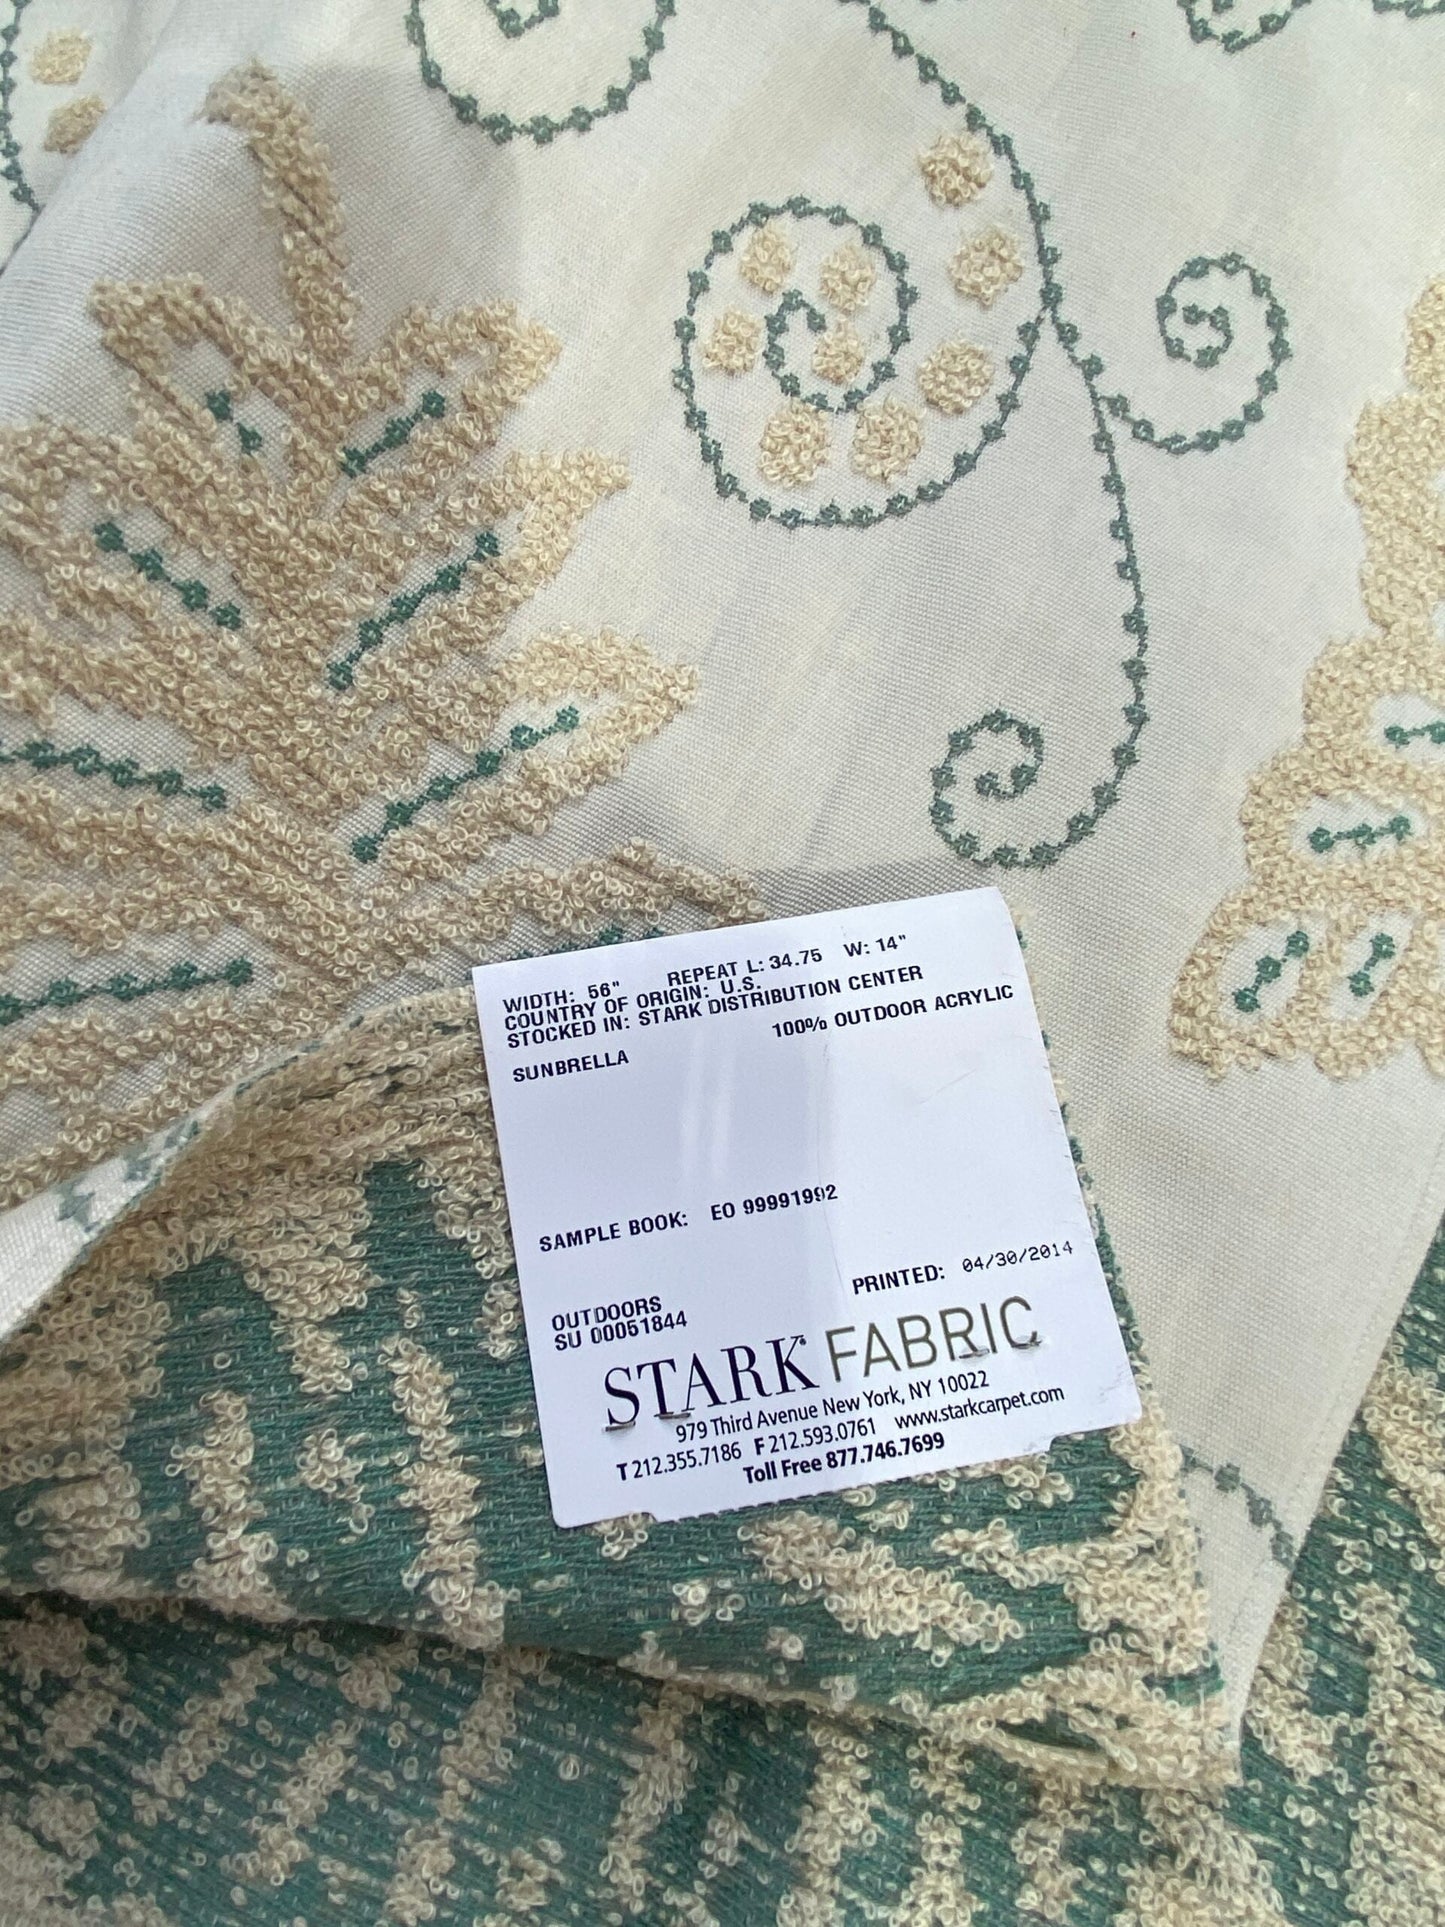 WIDTH: 56" REPEAT L: 34.75 W: 14"
COUNTRY OF ORIGIN: U.S.
STOCKED IN: STARK DISTRIBUTION CENTER
SUNBRELLA 100% OUTDOOR ACRYLIC
SAMPLE BOOK: EO 99991992
PRINTED: 04/30/2014
OUTDOORS
SU 00051844
STARK FABRIC
979 Third Avenue New York, NY 10022
T 212.355.7186 F 212.593.0761 www.starkcarpet.com
Toll Free 877.746.7699